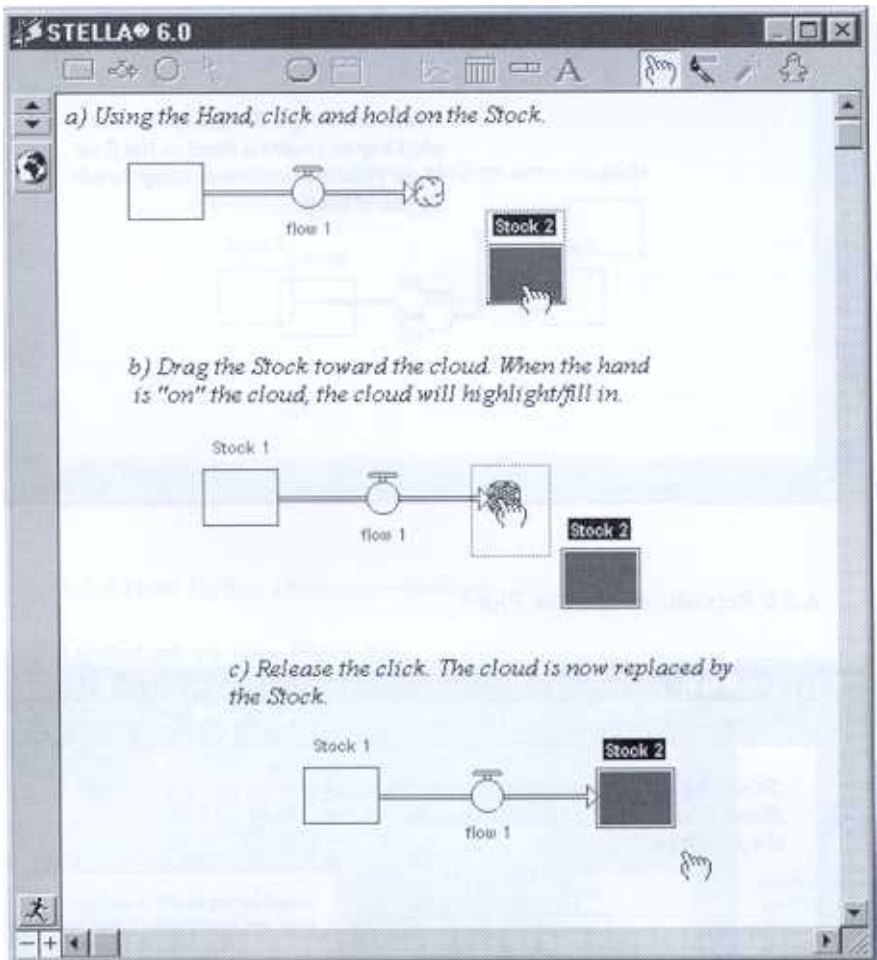 STELLA® 6.0
A
a) Using the Hand, click and hold on the Stock.
flow 1
Stock 2
b) Drag the Stock toward the cloud. When the hand
is "on" the cloud, the cloud will highlight/fill in.
Stock 1
flow 1
Stock 2
c) Release the click. The cloud is now replaced by
the Stock.
Stock 1
Stock 2
flow 1